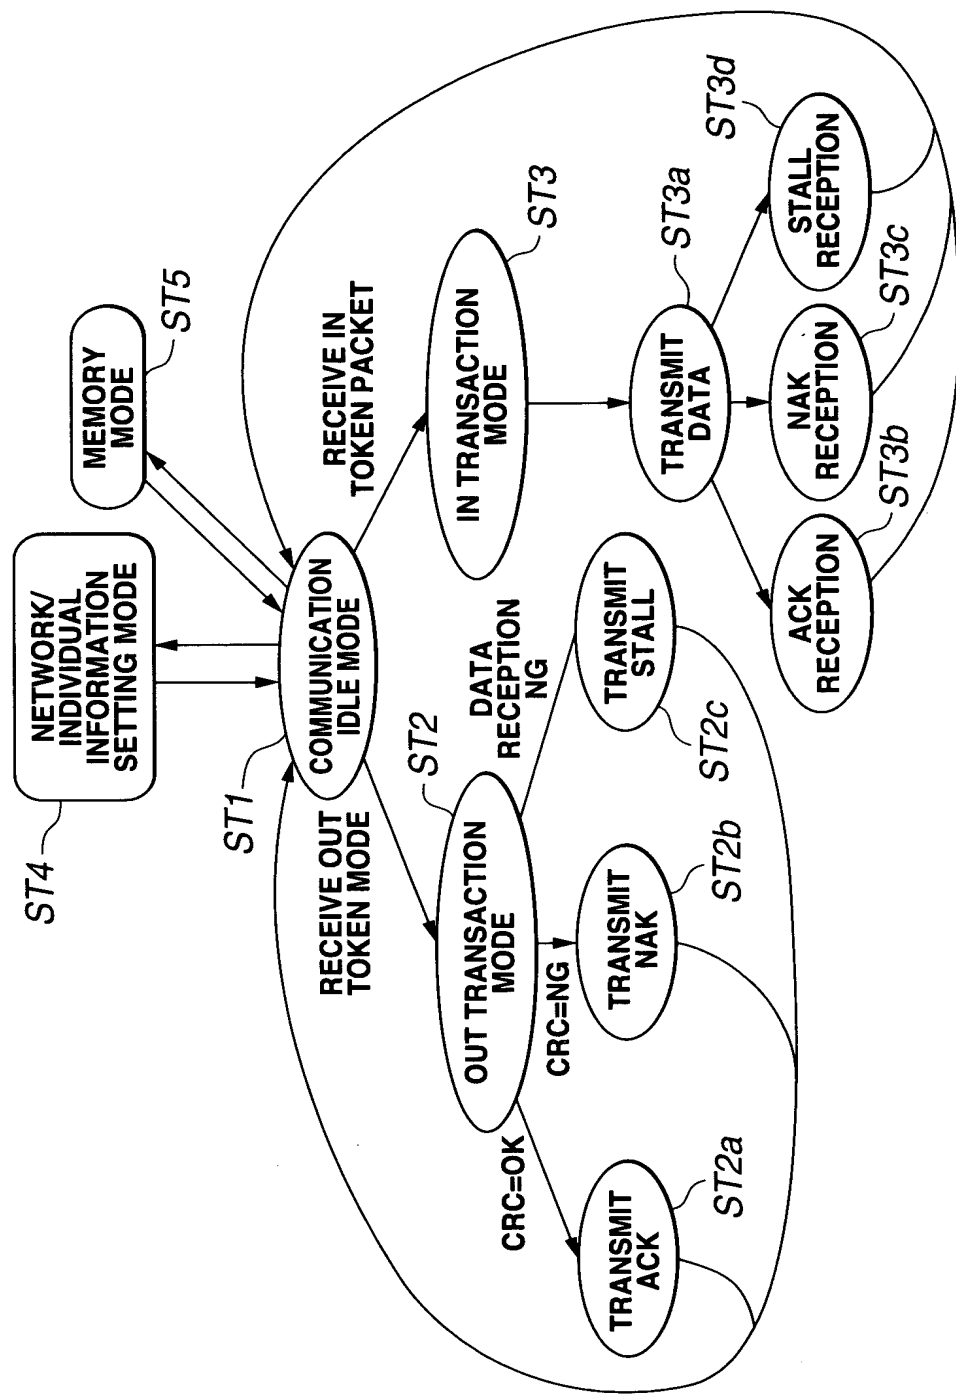 NETWORK/
INDIVIDUAL
INFORMATION
SETTING MODE
ST4
MEMORY
MODE
ST5
COMMUNICATION
IDLE MODE
ST1
RECEIVE OUT
TOKEN MODE
RECEIVE IN
TOKEN PACKET
OUT TRANSACTION
MODE
ST2
IN TRANSACTION
MODE
ST3
CRC=OK
CRC=NG
DATA
RECEPTION
NG
TRANSMIT
ACK
ST2a
TRANSMIT
NAK
ST2b
TRANSMIT
STALL
ST2c
TRANSMIT
DATA
ST3a
ACK
RECEPTION
ST3b
NAK
RECEPTION
ST3c
STALL
RECEPTION
ST3d